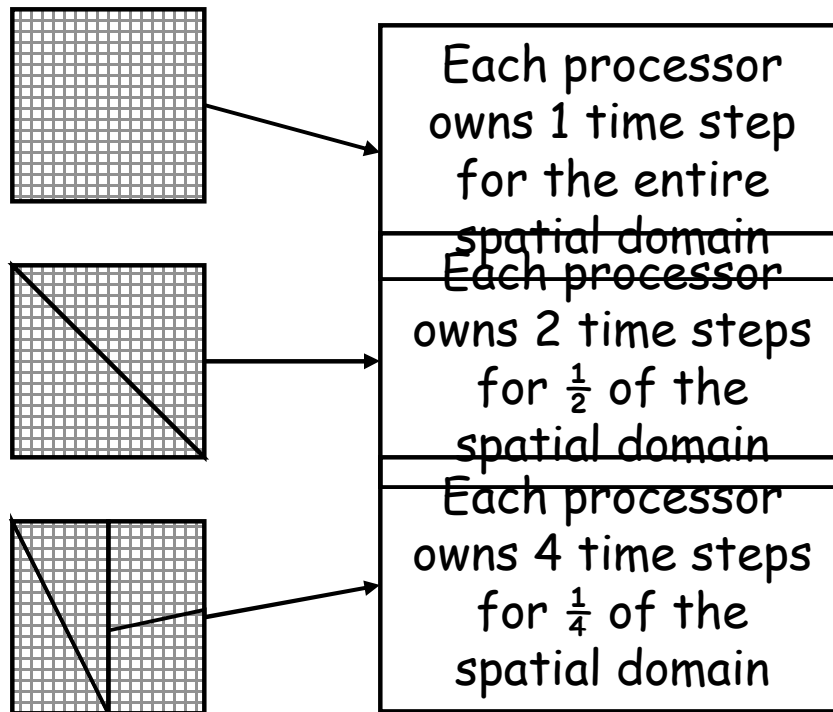 Each processor
owns 1 time step
for the entire
spatial domain
Each processor
owns 2 time steps
for ½ of the
spatial domain
Each processor
owns 4 time steps
for ¼ of the
spatial domain